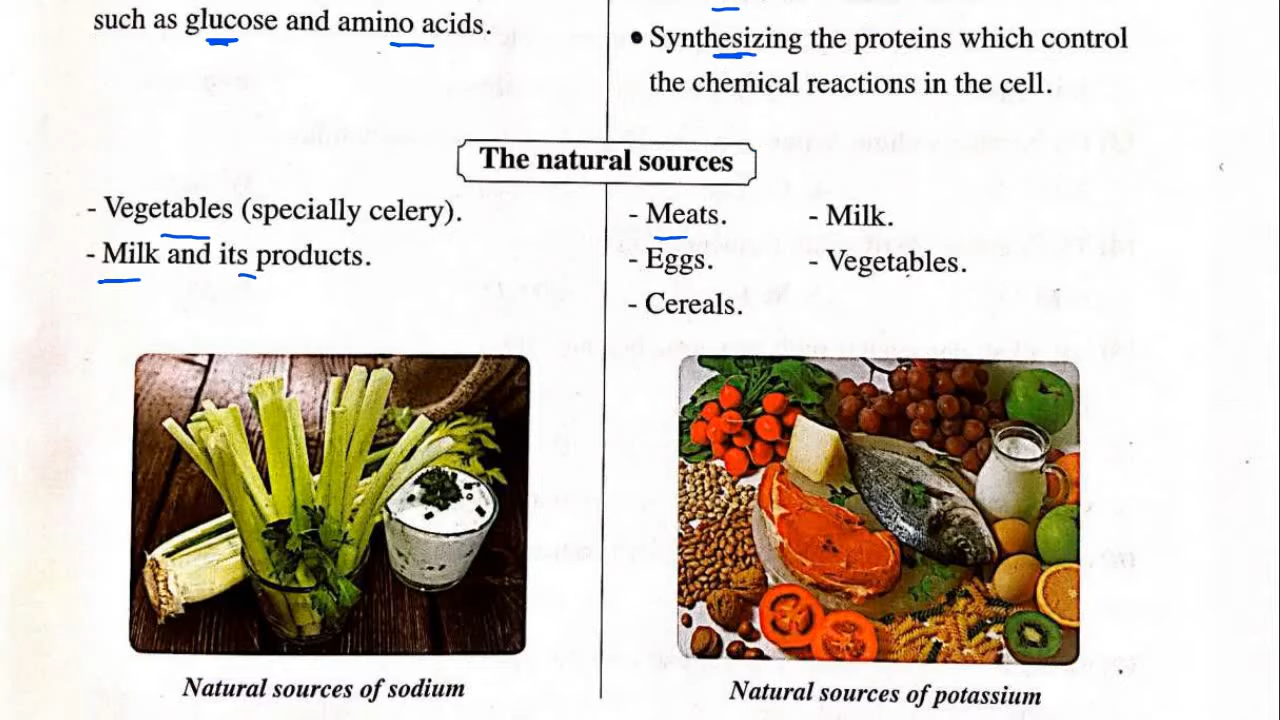 such as glucose and amino acids.
• Synthesizing the proteins which control
the chemical reactions in the cell.
The natural sources
- Vegetables (specially celery).
- Milk and its products.
- Meats. - Milk.
- Eggs. - Vegetables.
- Cereals.
Natural sources of sodium
Natural sources of potassium